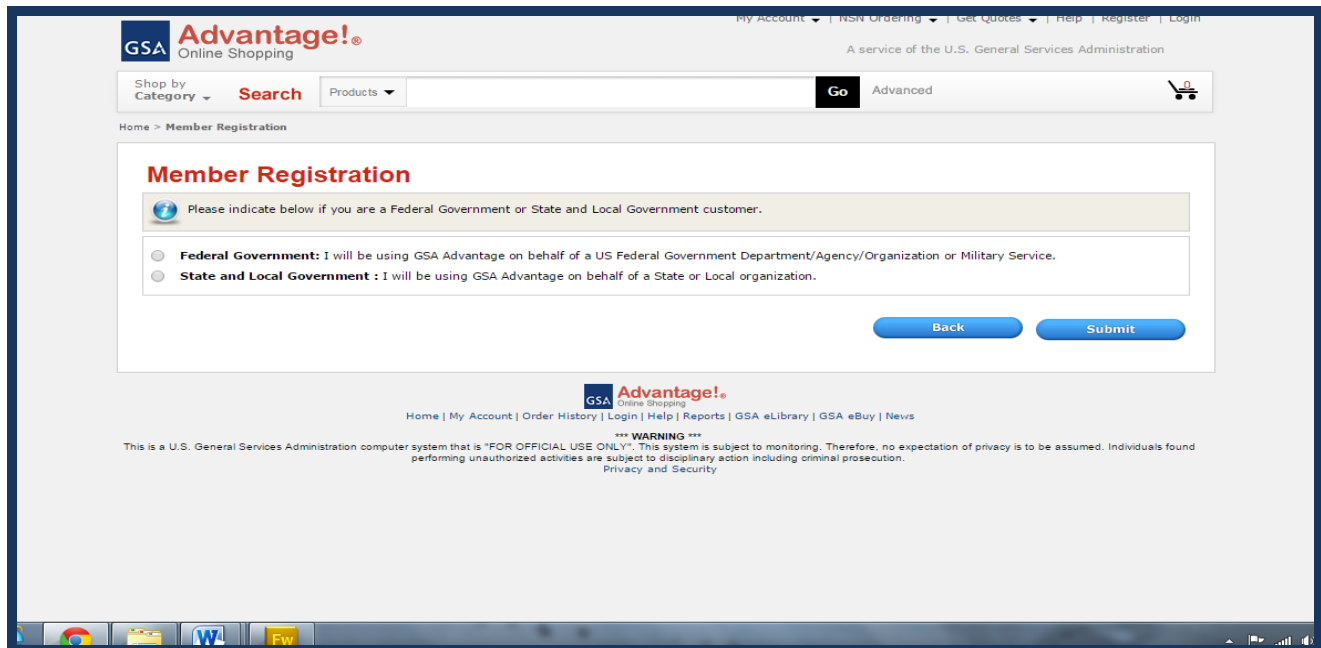 My Account | NSN Ordering | Get Quotes | Help | Register | Login
GSA Advantage!®
Online Shopping
A service of the U.S. General Services Administration
Shop by
Category
Search
Products
Go
Advanced
0
Home > Member Registration
Member Registration
Please indicate below if you are a Federal Government or State and Local Government customer.
Federal Government: I will be using GSA Advantage on behalf of a US Federal Government Department/Agency/Organization or Military Service.
State and Local Government : I will be using GSA Advantage on behalf of a State or Local organization.
Back
Submit
GSA Advantage!®
Online Shopping
Home | My Account | Order History | Login | Help | Reports | GSA eLibrary | GSA eBuy | News
*** WARNING ***
This is a U.S. General Services Administration computer system that is "FOR OFFICIAL USE ONLY". This system is subject to monitoring. Therefore, no expectation of privacy is to be assumed. Individuals found
performing unauthorized activities are subject to disciplinary action including criminal prosecution.
Privacy and Security
W
Fw